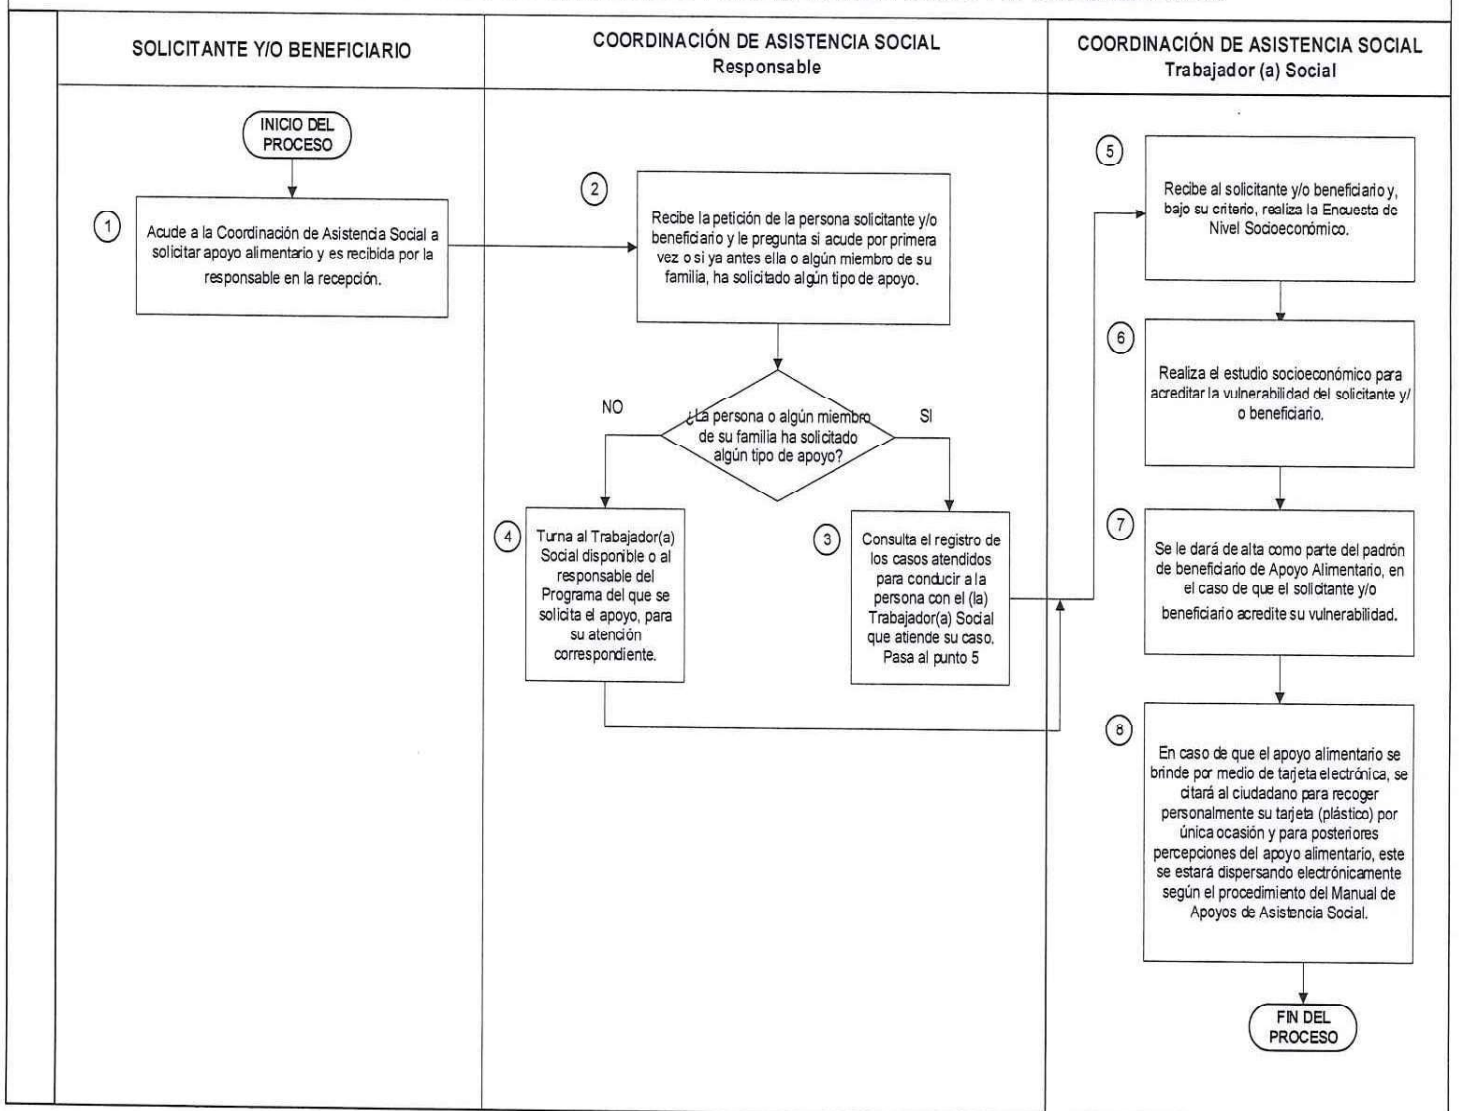 SOLICITANTE Y/O BENEFICIARIO
COORDINACIÓN DE ASISTENCIA SOCIAL
Responsable
COORDINACIÓN DE ASISTENCIA SOCIAL
Trabajador (a) Social
INICIO DEL
PROCESO
1
Acude a la Coordinación de Asistencia Social a
solicitar apoyo alimentario y es recibida por la
responsable en la recepción.
2
Recibe la petición de la persona solicitante y/o
beneficiario y le pregunta si acude por primera
vez o si ya antes ella o algún miembro de su
familia, ha solicitado algún tipo de apoyo.
¿La persona o algún miembro
de su familia ha solicitado
algún tipo de apoyo?
NO
SI
4
Turna al Trabajador(a)
Social disponible o al
responsable del
Programa del que se
solicita el apoyo, para
su atención
correspondiente.
3
Consulta el registro de
los casos atendidos
para conducir a la
persona con el (la)
Trabajador(a) Social
que atiende su caso.
Pasa al punto 5
5
Recibe al solicitante y/o beneficiario y,
bajo su criterio, realiza la Encuesta de
Nivel Socioeconómico.
6
Realiza el estudio socioeconómico para
acreditar la vulnerabilidad del solicitante y/
o beneficiario.
7
Se le dará de alta como parte del padrón
de beneficiario de Apoyo Alimentario, en
el caso de que el solicitante y/o
beneficiario acredite su vulnerabilidad.
8
En caso de que el apoyo alimentario se
brinde por medio de tarjeta electrónica, se
citará al ciudadano para recoger
personalmente su tarjeta (plástico) por
única ocasión y para posteriores
percepciones del apoyo alimentario, este
se estará dispersando electrónicamente
según el procedimiento del Manual de
Apoyos de Asistencia Social.
FIN DEL
PROCESO